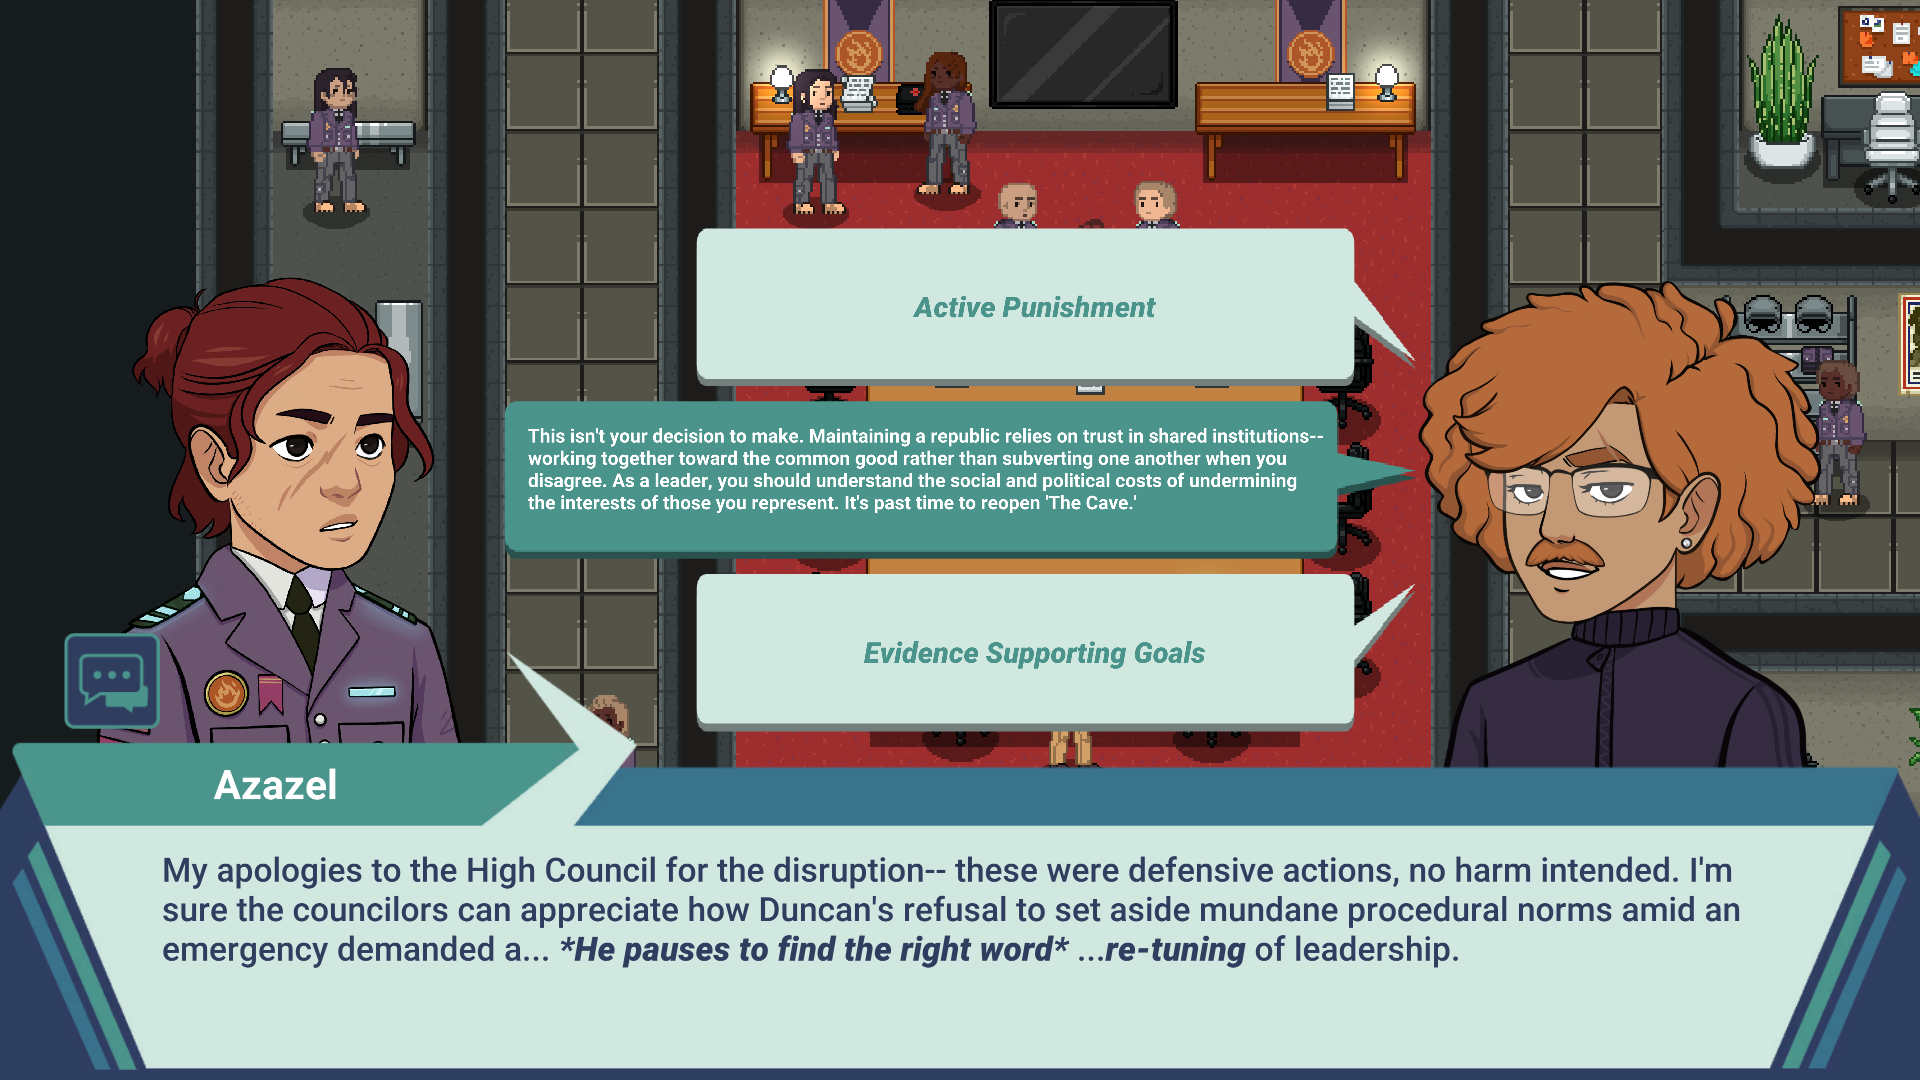 Active Punishment
This isn't your decision to make. Maintaining a republic relies on trust in shared institutions--
working together toward the common good rather than subverting one another when you
disagree. As a leader, you should understand the social and political costs of undermining
the interests of those you represent. It's past time to reopen 'The Cave.'
Evidence Supporting Goals
Azazel
My apologies to the High Council for the disruption-- these were defensive actions, no harm intended. I'm
sure the councilors can appreciate how Duncan's refusal to set aside mundane procedural norms amid an
emergency demanded a... *He pauses to find the right word* ...re-tuning of leadership.